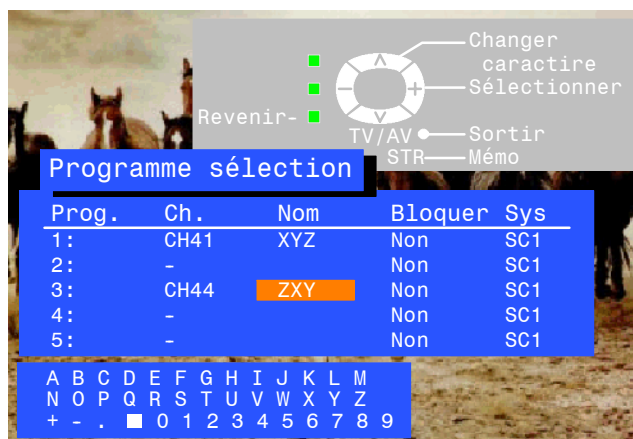 Changer
caractire
Sélectionner
Revenir-
TV/AV Sortir
STR Mémo
Programme sélection
Prog. Ch. Nom Bloquer Sys
1: CH41 XYZ Non SC1
2: - Non SC1
3: CH44 ZXY Non SC1
4: - Non SC1
5: - Non SC1
A B C D E F G H I J K L M
N O P Q R S T U V W X Y Z
+ - . ■ 0 1 2 3 4 5 6 7 8 9